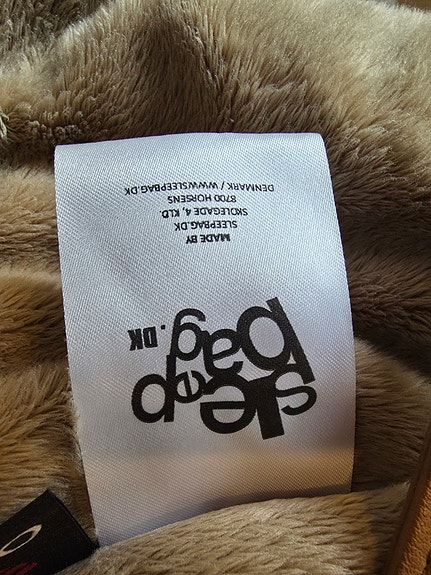 sleep
bag.DK
MADE BY
SLEEPBAG.DK
SKOLEGADE 4, KLD.
8700 HORSENS
DENMARK / WWW.SLEEPBAG.DK